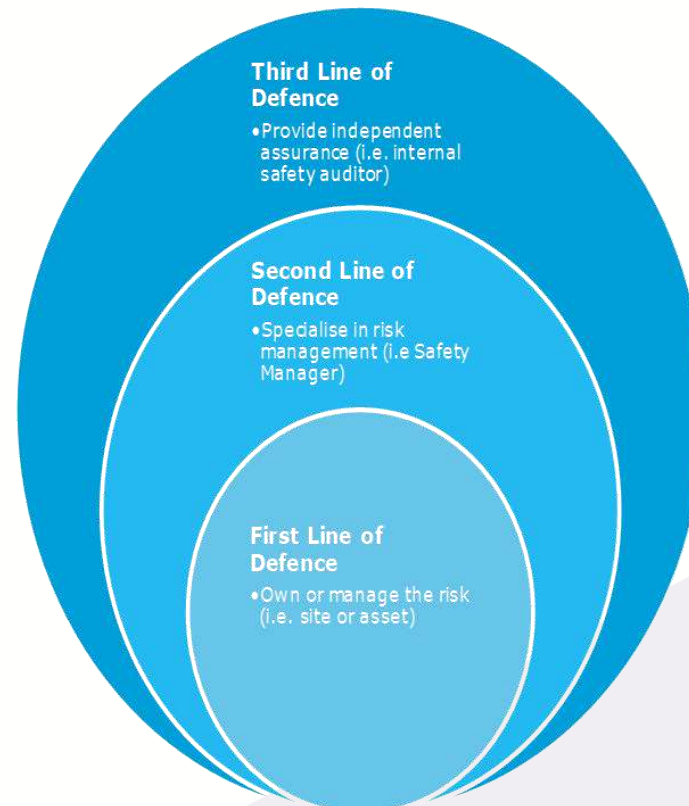 Third Line of
Defence
•Provide independent
assurance (i.e. internal
safety auditor)
Second Line of
Defence
•Specialise in risk
management (i.e Safety
Manager)
First Line of
Defence
•Own or manage the risk
(i.e. site or asset)